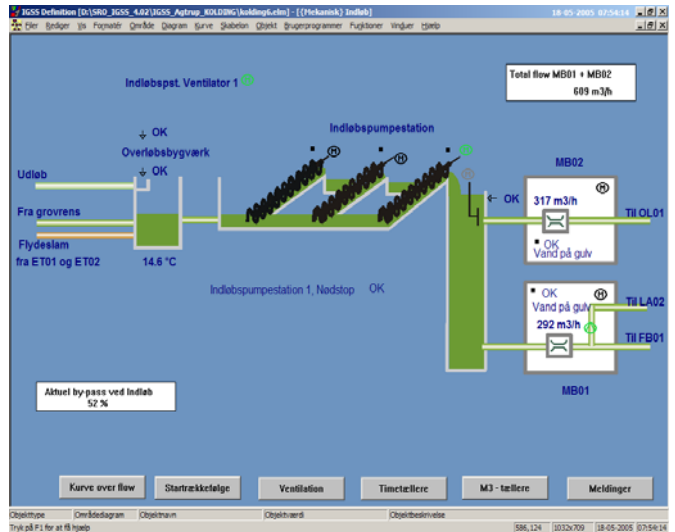 IGSS Definition [D:\SRO_IGSS_4.02\IGSS_Agtrup_KOLDING\kolding6.elm] - [(Mekanisk) Indløb]
18-05-2005 07:54:14
Filer Rediger Vis Formatér Område Diagram Kurve Skabelon Objekt Brugerprogrammer Funktioner Vinduer Hjælp
Total flow MB01 + MB02
609 m3/h
Indløbspst. Ventilator 1
H
OK
Indløbspumpestation
Overløbsbygværk
OK
MB02
Udløb
317 m3/h
OK
Til OL01
Fra grovrens
OK
Vand på gulv
Flydeslam
fra ET01 og ET02
14.6 °C
Indløbspumpestation 1, Nødstop OK
OK
Vand på gulv
Til LA02
292 m3/h
Til FB01
MB01
Aktuel by-pass ved Indløb
52 %
Kurve over flow
Startrækkefølge
Ventilation
Timetællere
M3 - tællere
Meldinger
Objekttype Områdediagram Objektnavn Objektværdi Objektbeskrivelse
Tryk på F1 for at få hjælp
586,124 1032x709 18-05-2005 07:54:14